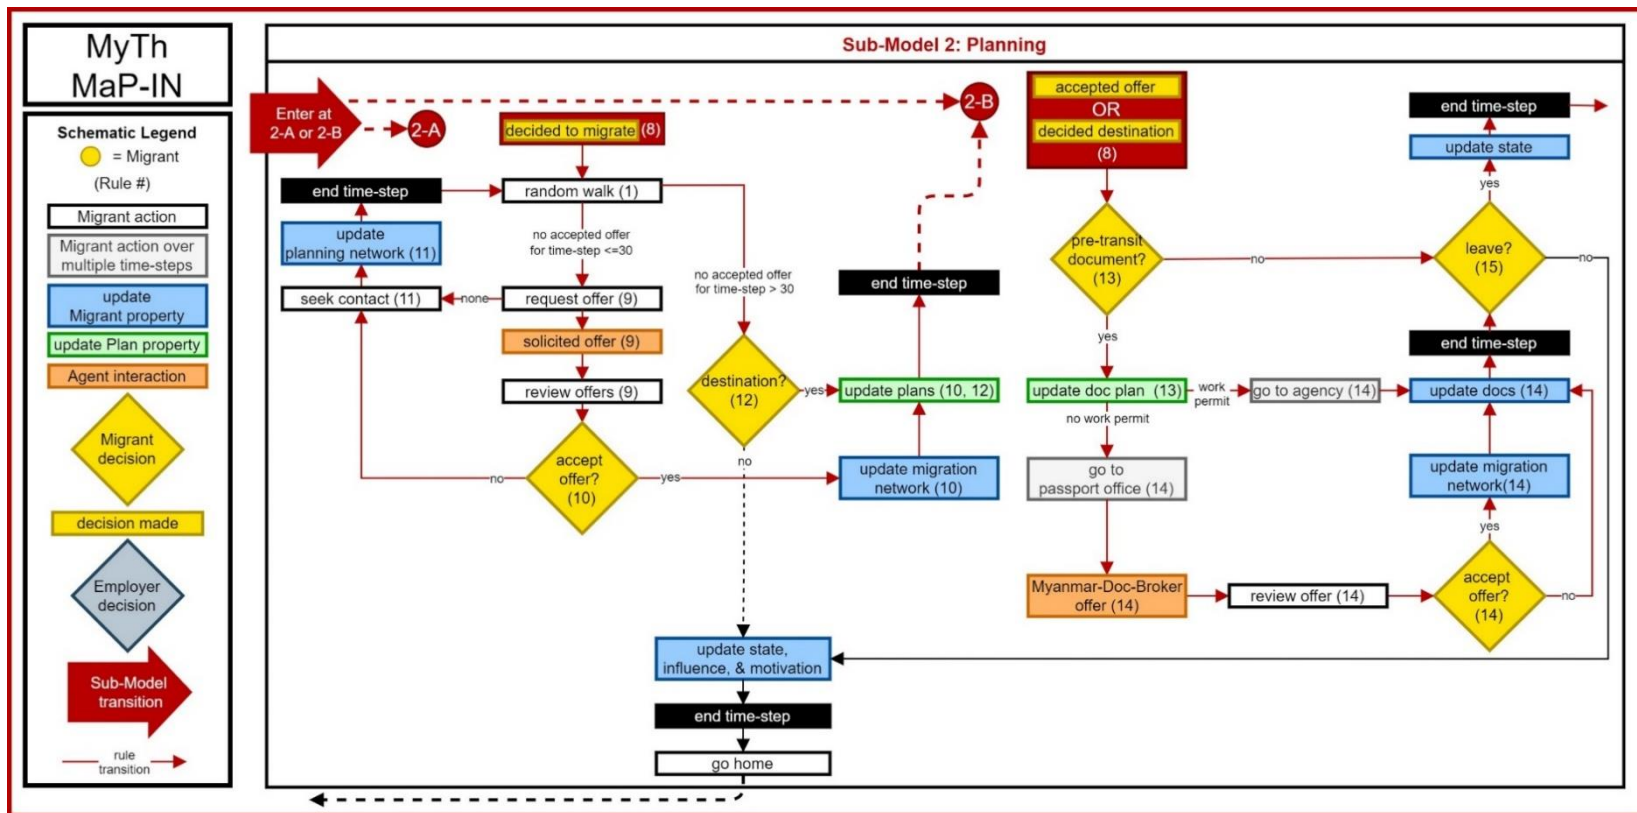 MyTh
MaP-IN
Schematic Legend
= Migrant
(Rule #)
Migrant action
Migrant action over
multiple time-steps
update
Migrant property
update Plan property
Agent interaction
Migrant
decision
decision made
Employer
decision
Sub-Model
transition
rule
transition
Sub-Model 2: Planning
Enter at
2-A or 2-B
2-A
decided to migrate (8)
end time-step
random walk (1)
update
planning network (11)
no accepted offer
for time-step <=30
seek contact (11)
none
request offer (9)
solicited offer (9)
review offers (9)
accept
offer?
(10)
no
yes
no accepted offer
for time-step > 30
destination?
(12)
yes
no
2-B
end time-step
update plans (10, 12)
update migration
network (10)
update state,
influence, & motivation
end time-step
go home
accepted offer
OR
decided destination
(8)
pre-transit
document?
(13)
no
yes
update doc plan (13)
work
permit
go to agency (14)
no work permit
go to
passport office (14)
Myanmar-Doc-Broker
offer (14)
review offer (14)
end time-step
update state
yes
leave?
(15)
no
end time-step
update docs (14)
update migration
network(14)
yes
accept
offer?
(14)
no